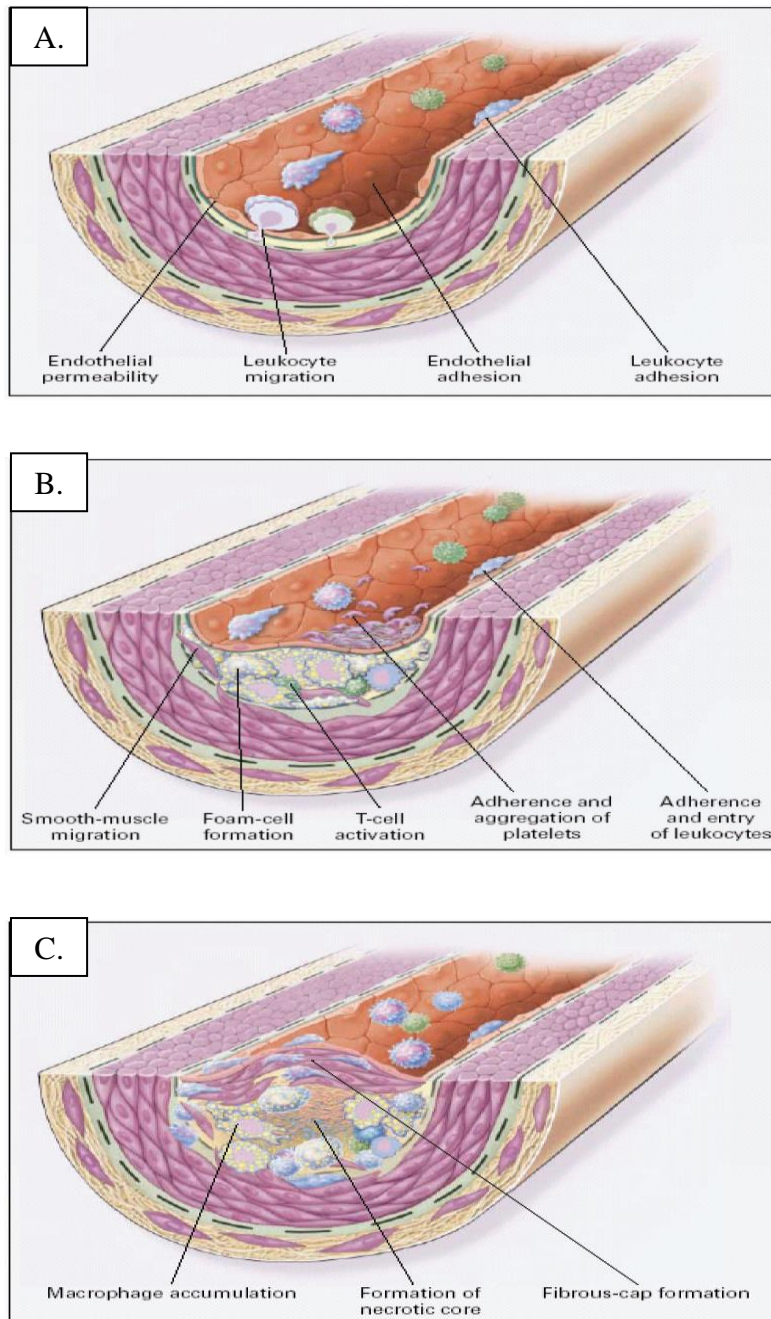 A.
Endothelial permeability
Leukocyte migration
Endothelial adhesion
Leukocyte adhesion
B.
Smooth-muscle migration
Foam-cell formation
T-cell activation
Adherence and aggregation of platelets
Adherence and entry of leukocytes
C.
Macrophage accumulation
Formation of necrotic core
Fibrous-cap formation